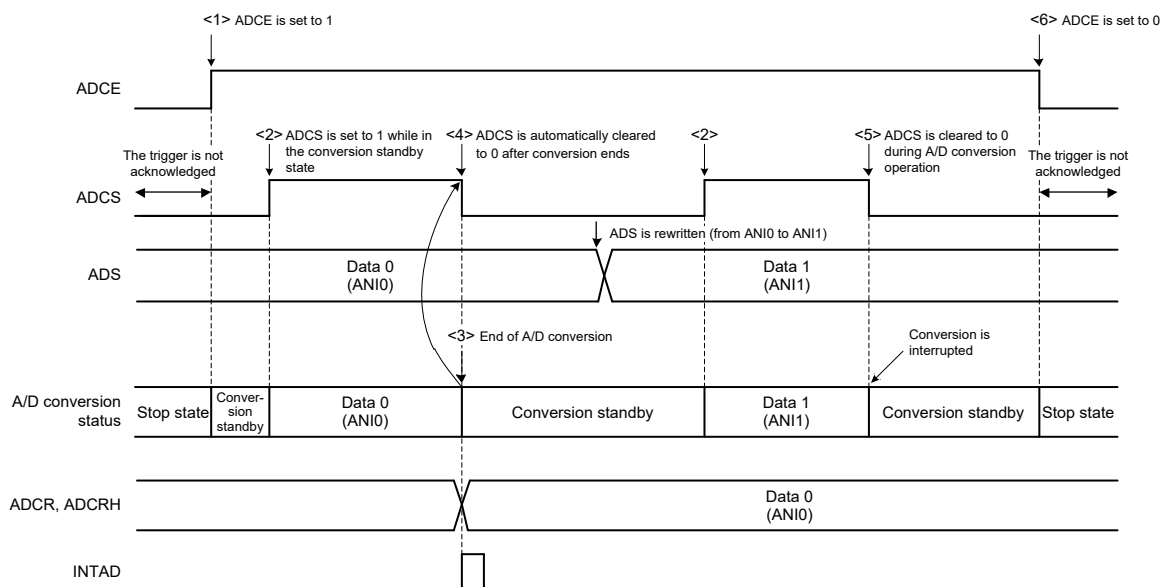 <1> ADCE is set to 1
<6> ADCE is set to 0
ADCE
<2> ADCS is set to 1 while in
the conversion standby
state
<4> ADCS is automatically cleared
to 0 after conversion ends
<2>
<5> ADCS is cleared to 0
during A/D conversion
operation
The trigger is not
acknowledged
The trigger is not
acknowledged
ADCS
ADS is rewritten (from ANI0 to ANI1)
ADS
Data 0
(ANI0)
Data 1
(ANI1)
<3> End of A/D conversion
Conversion is
interrupted
A/D conversion
status
Stop state
Conver-
sion
standby
Data 0
(ANI0)
Conversion standby
Data 1
(ANI1)
Conversion standby
Stop state
ADCR, ADCRH
Data 0
(ANI0)
INTAD